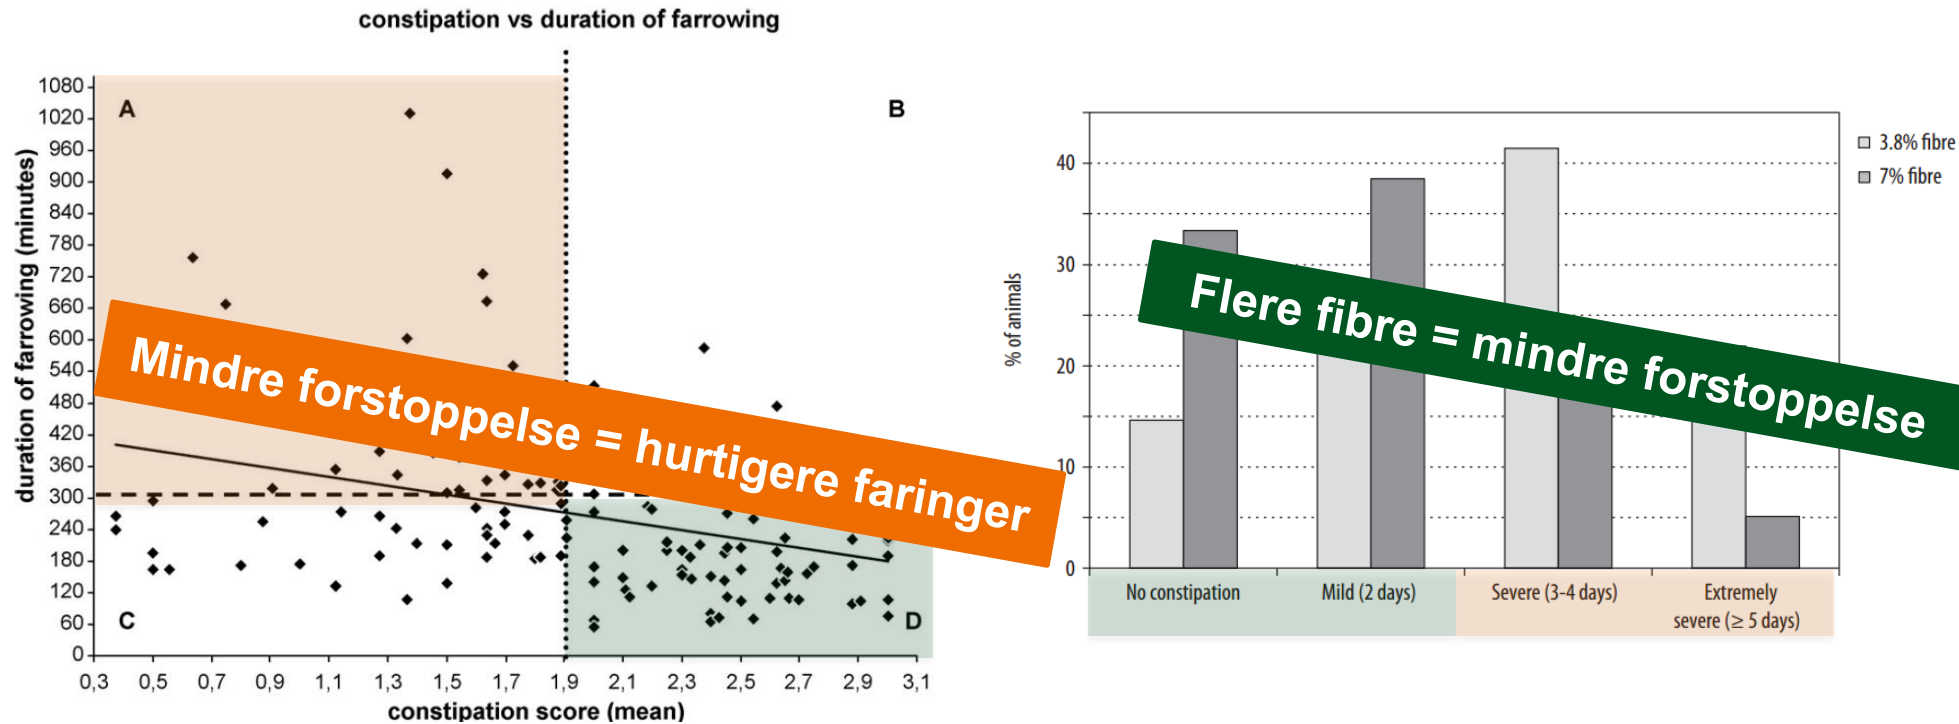 constipation vs duration of farrowing
duration of farrowing (minutes)
1080
1020
960
900
840
780
720
660
600
540
480
420
360
300
240
180
120
60
0
A
B
C
D
Mindre forstoppelse = hurtigere faringer
0,3 0,5 0,7 0,9 1,1 1,3 1,5 1,7 1,9 2,1 2,3 2,5 2,7 2,9 3,1
constipation score (mean)
% of animals
40
30
20
10
0
3.8% fibre
7% fibre
Flere fibre = mindre forstoppelse
No constipation
Mild (2 days)
Severe (3-4 days)
Extremely
severe (≥ 5 days)